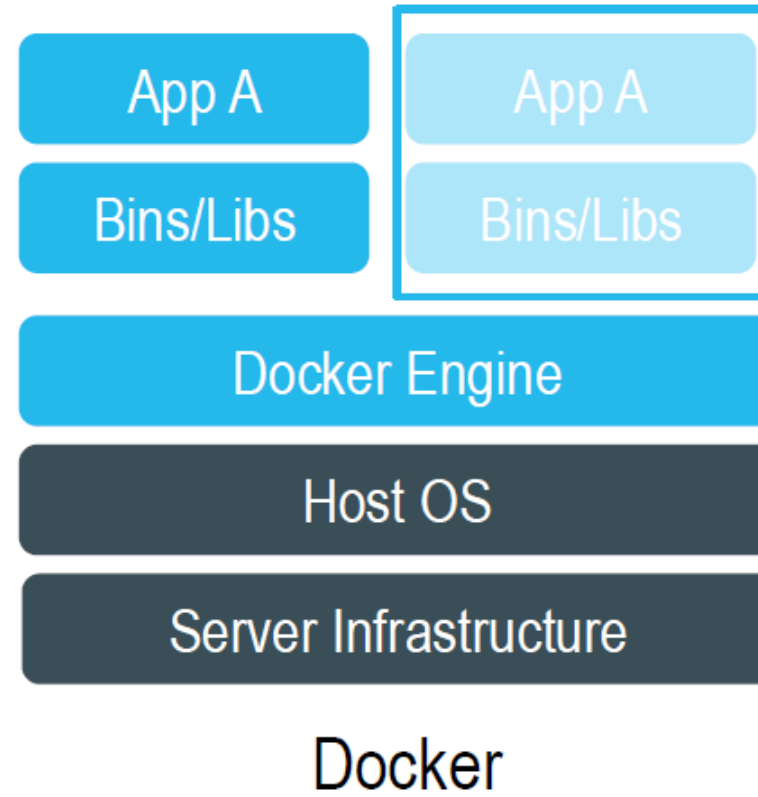 App A
App A
Bins/Libs
Bins/Libs
Docker Engine
Host OS
Server Infrastructure
Docker